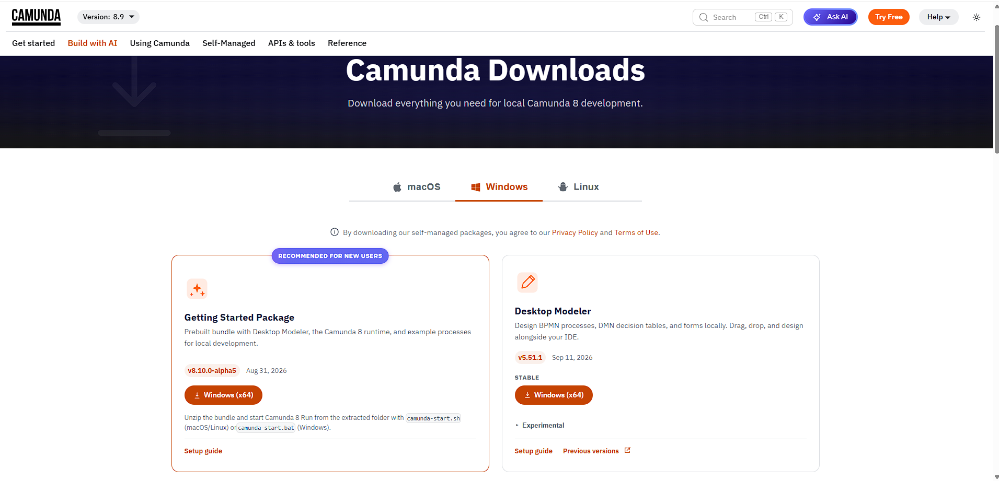 CAMUNDA
Version: 8.9
Search
Ctrl
K
Ask AI
Try Free
Help
Get started
Build with AI
Using Camunda
Self-Managed
APIs & tools
Reference
Camunda Downloads
Download everything you need for local Camunda 8 development.
macOS
Windows
Linux
By downloading our self-managed packages, you agree to our Privacy Policy and Terms of Use.
RECOMMENDED FOR NEW USERS
Getting Started Package
Prebuilt bundle with Desktop Modeler, the Camunda 8 runtime, and example processes
for local development.
v8.10.0-alpha5
Aug 31, 2026
Windows (x64)
Unzip the bundle and start Camunda 8 Run from the extracted folder with camunda-start.sh
(macOS/Linux) or camunda-start.bat (Windows).
Setup guide
Desktop Modeler
Design BPMN processes, DMN decision tables, and forms locally. Drag, drop, and design
alongside your IDE.
v5.51.1
Sep 11, 2026
STABLE
Windows (x64)
Experimental
Setup guide
Previous versions